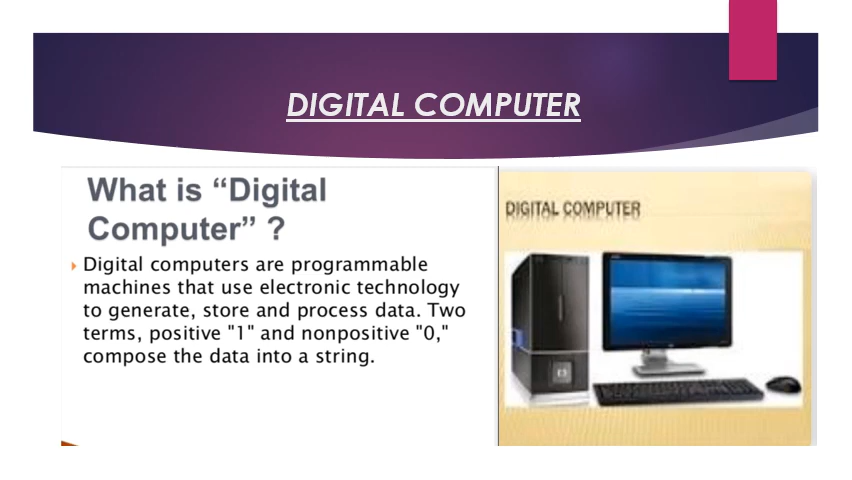 DIGITAL COMPUTER
What is “Digital
Computer” ?
Digital computers are programmable
machines that use electronic technology
to generate, store and process data. Two
terms, positive "1" and nonpositive "0,"
compose the data into a string.
DIGITAL COMPUTER